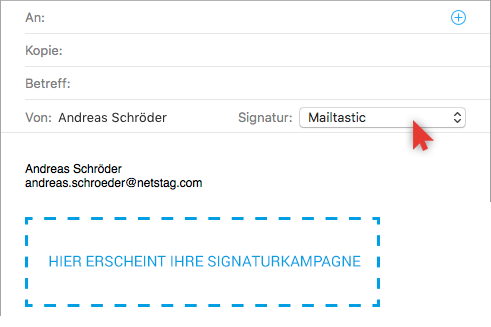 An:
Kopie:
Betreff:
Von: Andreas Schröder Signatur: Mailtastic
Andreas Schröder
andreas.schroeder@netstag.com
HIER ERSCHEINT IHRE SIGNATURKAMPAGNE